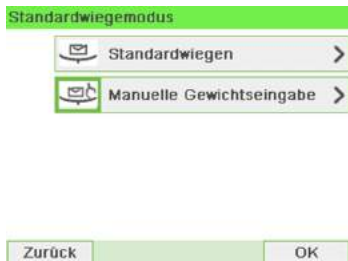 Standardwiegemodus
Standardwiegen
Manuelle Gewichtseingabe
Zurück
OK